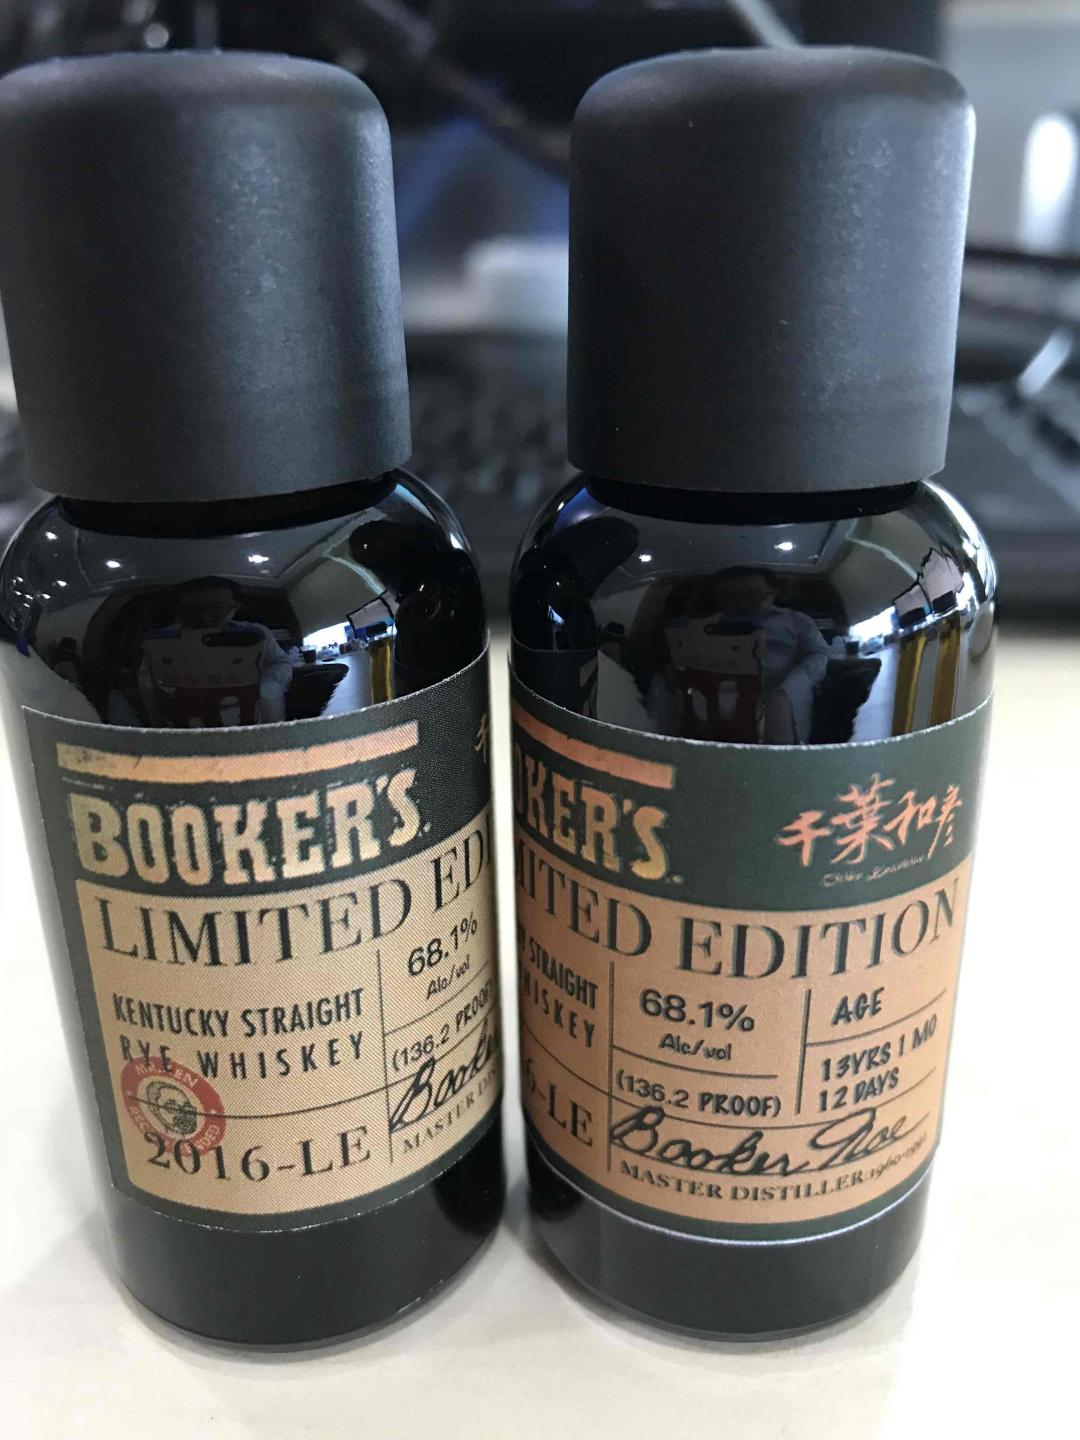 BOOKER'S.
LIMITED EDI
KENTUCKY STRAIGHT
RYE WHISKEY
68.1%
Alc/vol
(136.2 PROOF)
2016-LE
MASTER DIS
OKER'S.
千葉和彦
MITED EDITION
STRAIGHT
HISKEY
68.1%
Alc/vol
(136.2 PROOF)
AGE
13YRS 1 MO
12 DAYS
6-LE
Booker Noe
MASTER DISTILLER